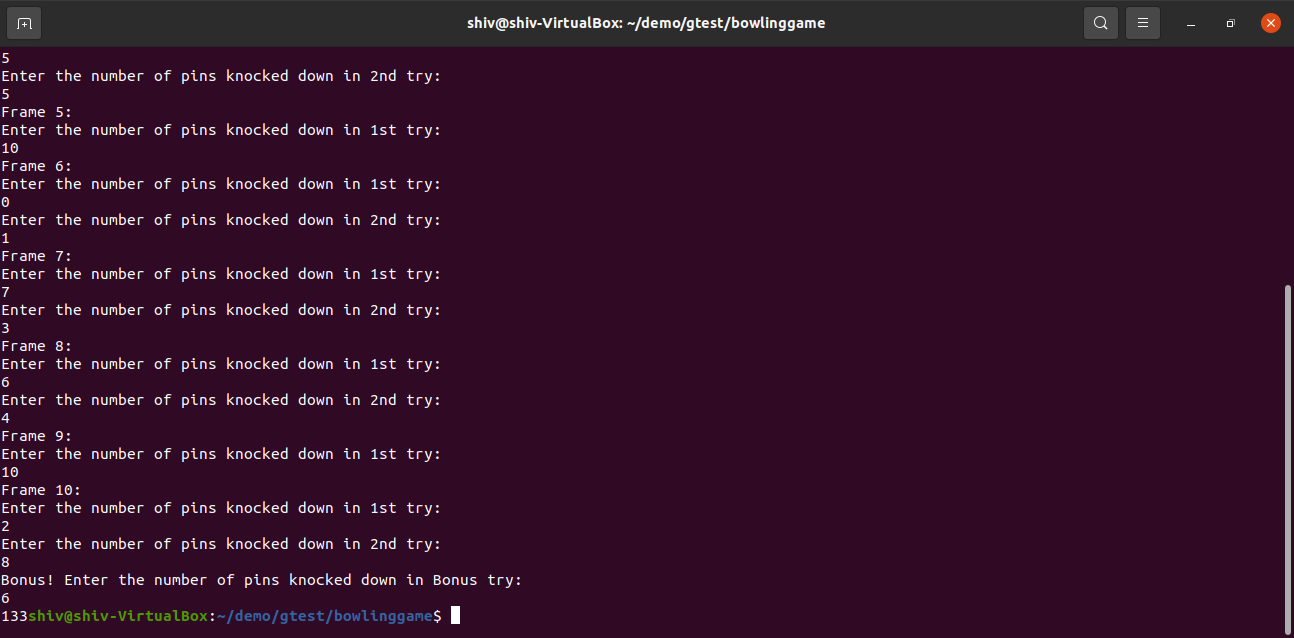 shiv@shiv-VirtualBox: ~/demo/gtest/bowlinggame
5
Enter the number of pins knocked down in 2nd try:
5
Frame 5:
Enter the number of pins knocked down in 1st try:
10
Frame 6:
Enter the number of pins knocked down in 1st try:
0
Enter the number of pins knocked down in 2nd try:
1
Frame 7:
Enter the number of pins knocked down in 1st try:
7
Enter the number of pins knocked down in 2nd try:
3
Frame 8:
Enter the number of pins knocked down in 1st try:
6
Enter the number of pins knocked down in 2nd try:
4
Frame 9:
Enter the number of pins knocked down in 1st try:
10
Frame 10:
Enter the number of pins knocked down in 1st try:
2
Enter the number of pins knocked down in 2nd try:
8
Bonus! Enter the number of pins knocked down in Bonus try:
6
133shiv@shiv-VirtualBox:~/demo/gtest/bowlinggame$